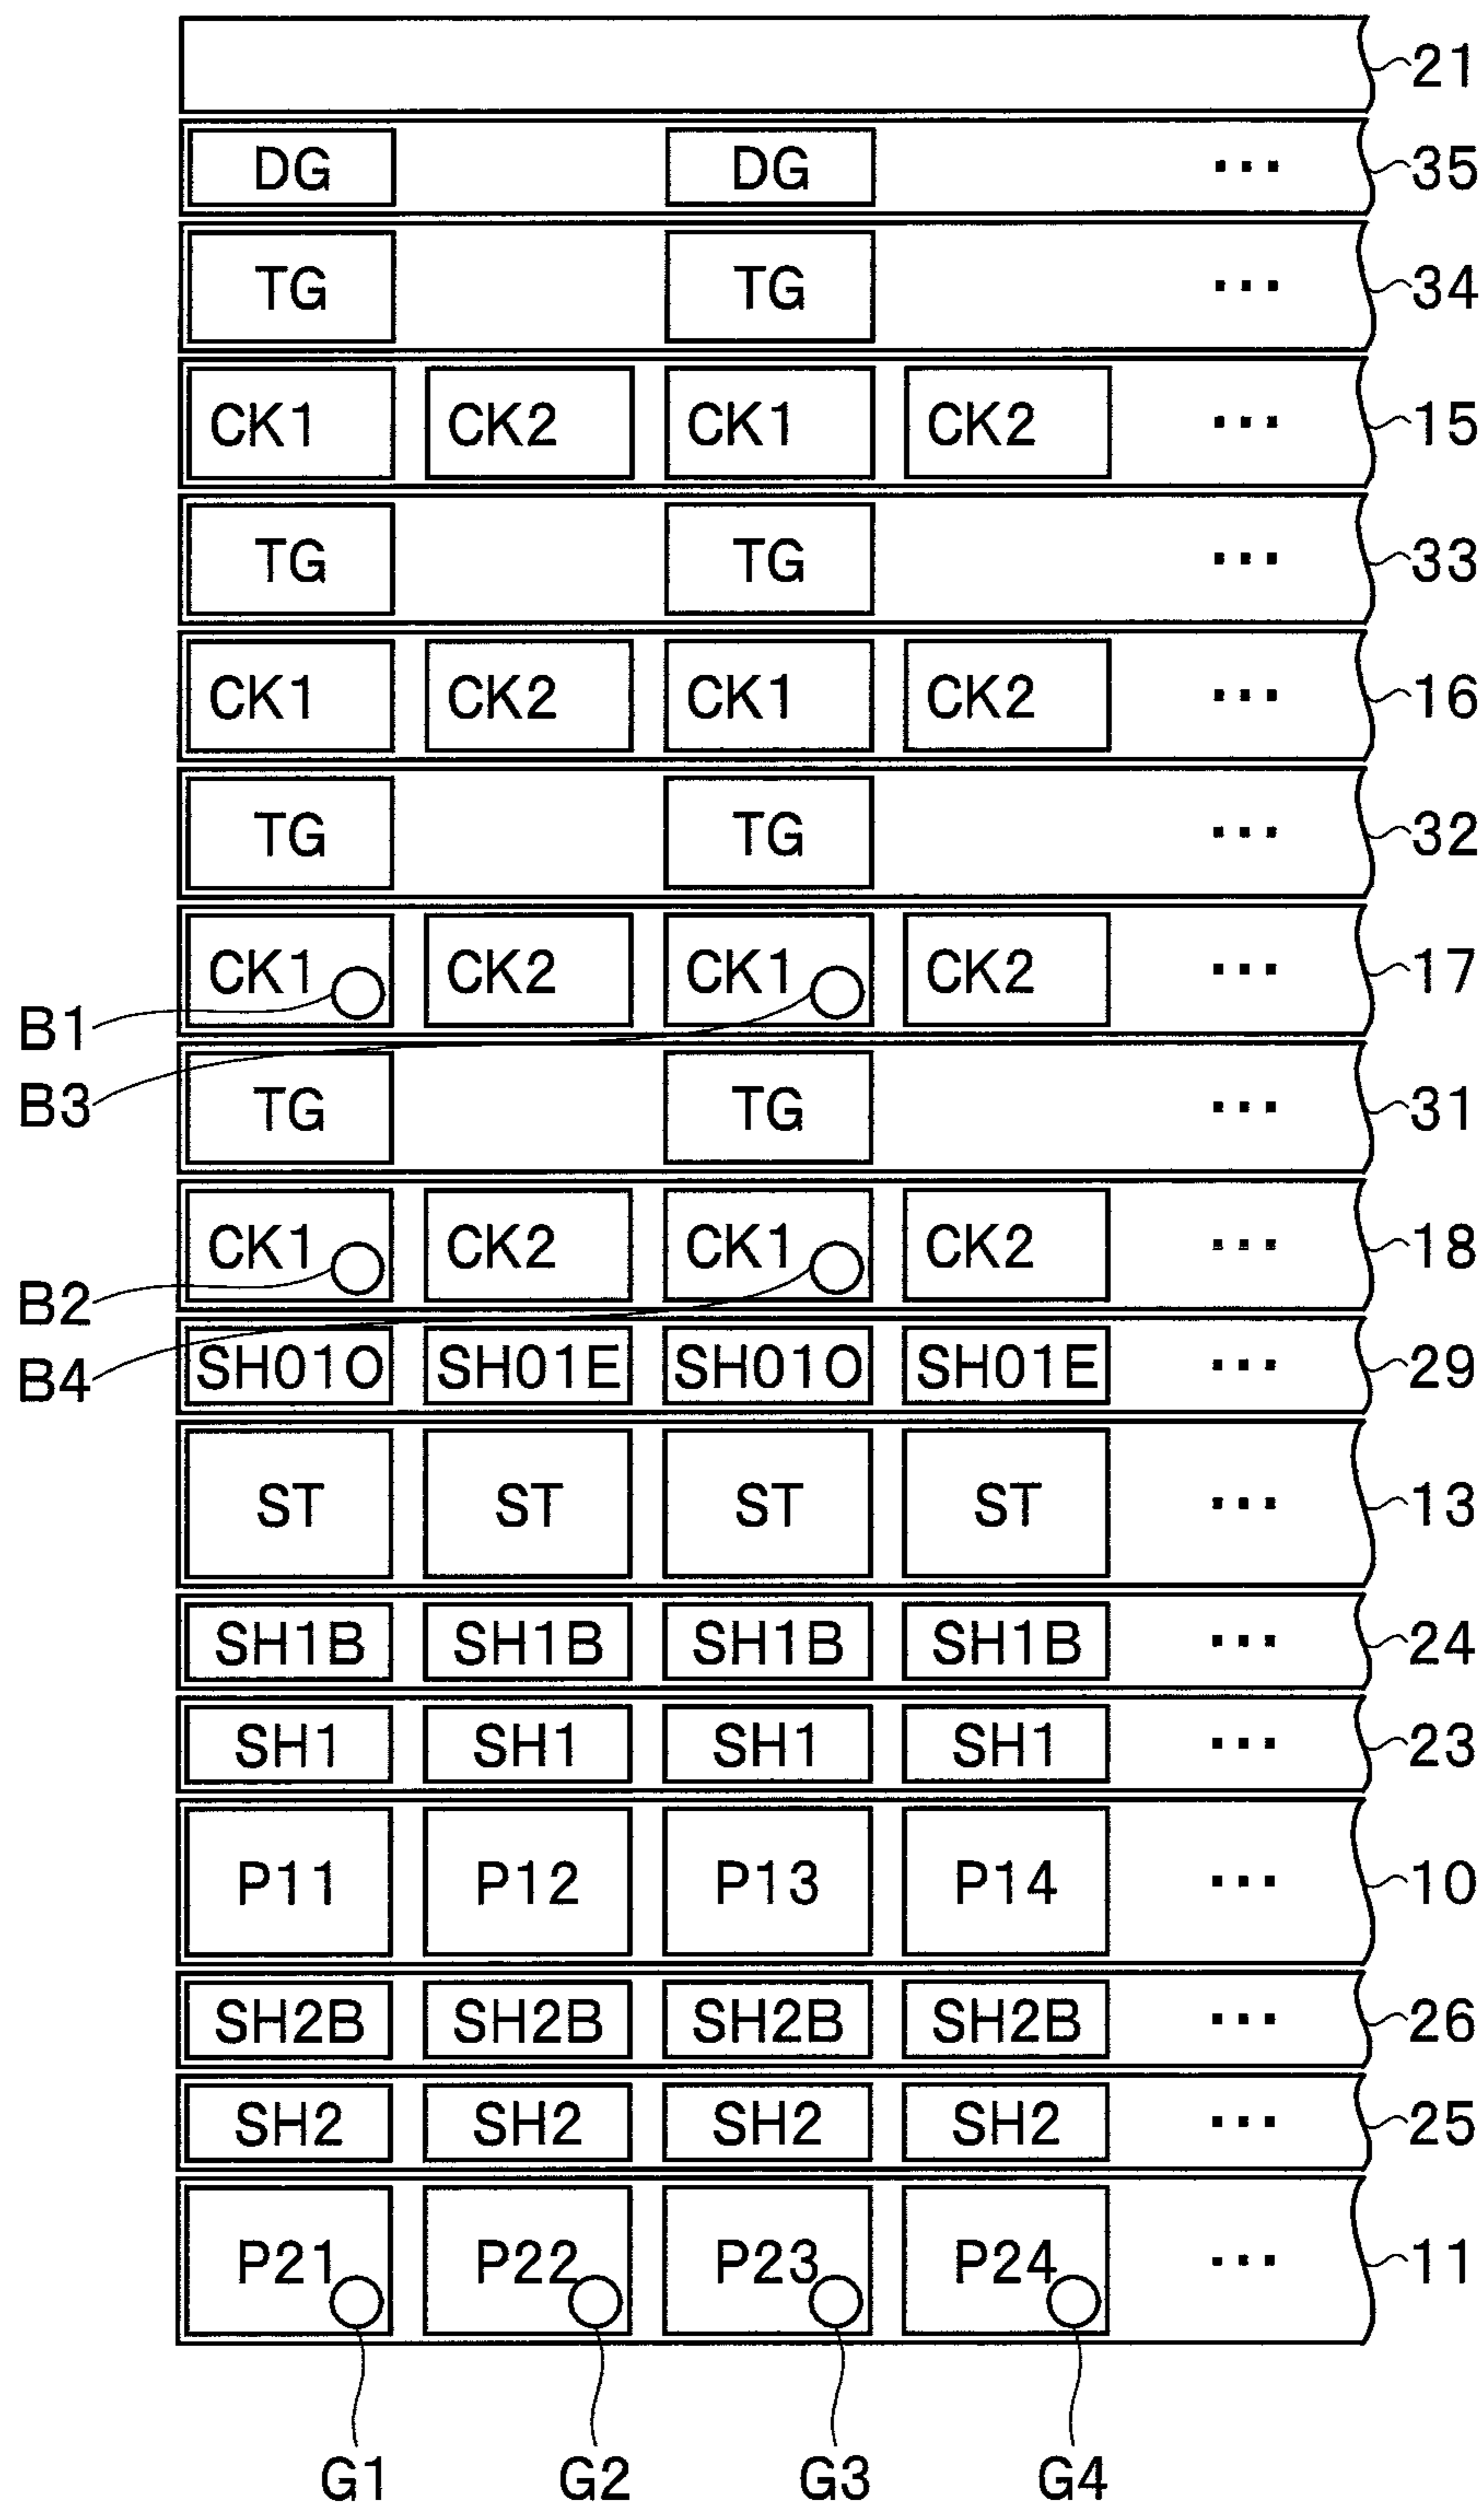 21
DG DG ... 35
TG TG ... 34
CK1 CK2 CK1 CK2 ... 15
TG TG ... 33
CK1 CK2 CK1 CK2 ... 16
TG TG ... 32
CK1 CK2 CK1 CK2 ... 17
B1
B3
TG TG ... 31
CK1 CK2 CK1 CK2 ... 18
B2
B4
SH01O SH01E SH01O SH01E ... 29
ST ST ST ST ... 13
SH1B SH1B SH1B SH1B ... 24
SH1 SH1 SH1 SH1 ... 23
P11 P12 P13 P14 ... 10
SH2B SH2B SH2B SH2B ... 26
SH2 SH2 SH2 SH2 ... 25
P21 P22 P23 P24 ... 11
G1 G2 G3 G4